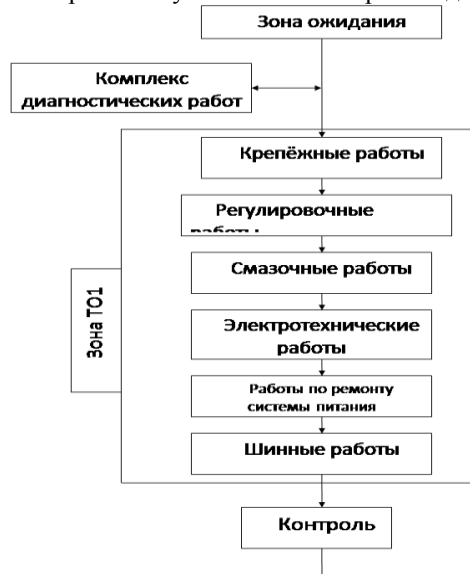 Зона ожидания
Комплекс
диагностических работ
Крепёжные работы
Регулировочные
работы
Смазочные работы
Зона ТО1
Электротехнические
работы
Работы по ремонту
системы питания
Шинные работы
Контроль